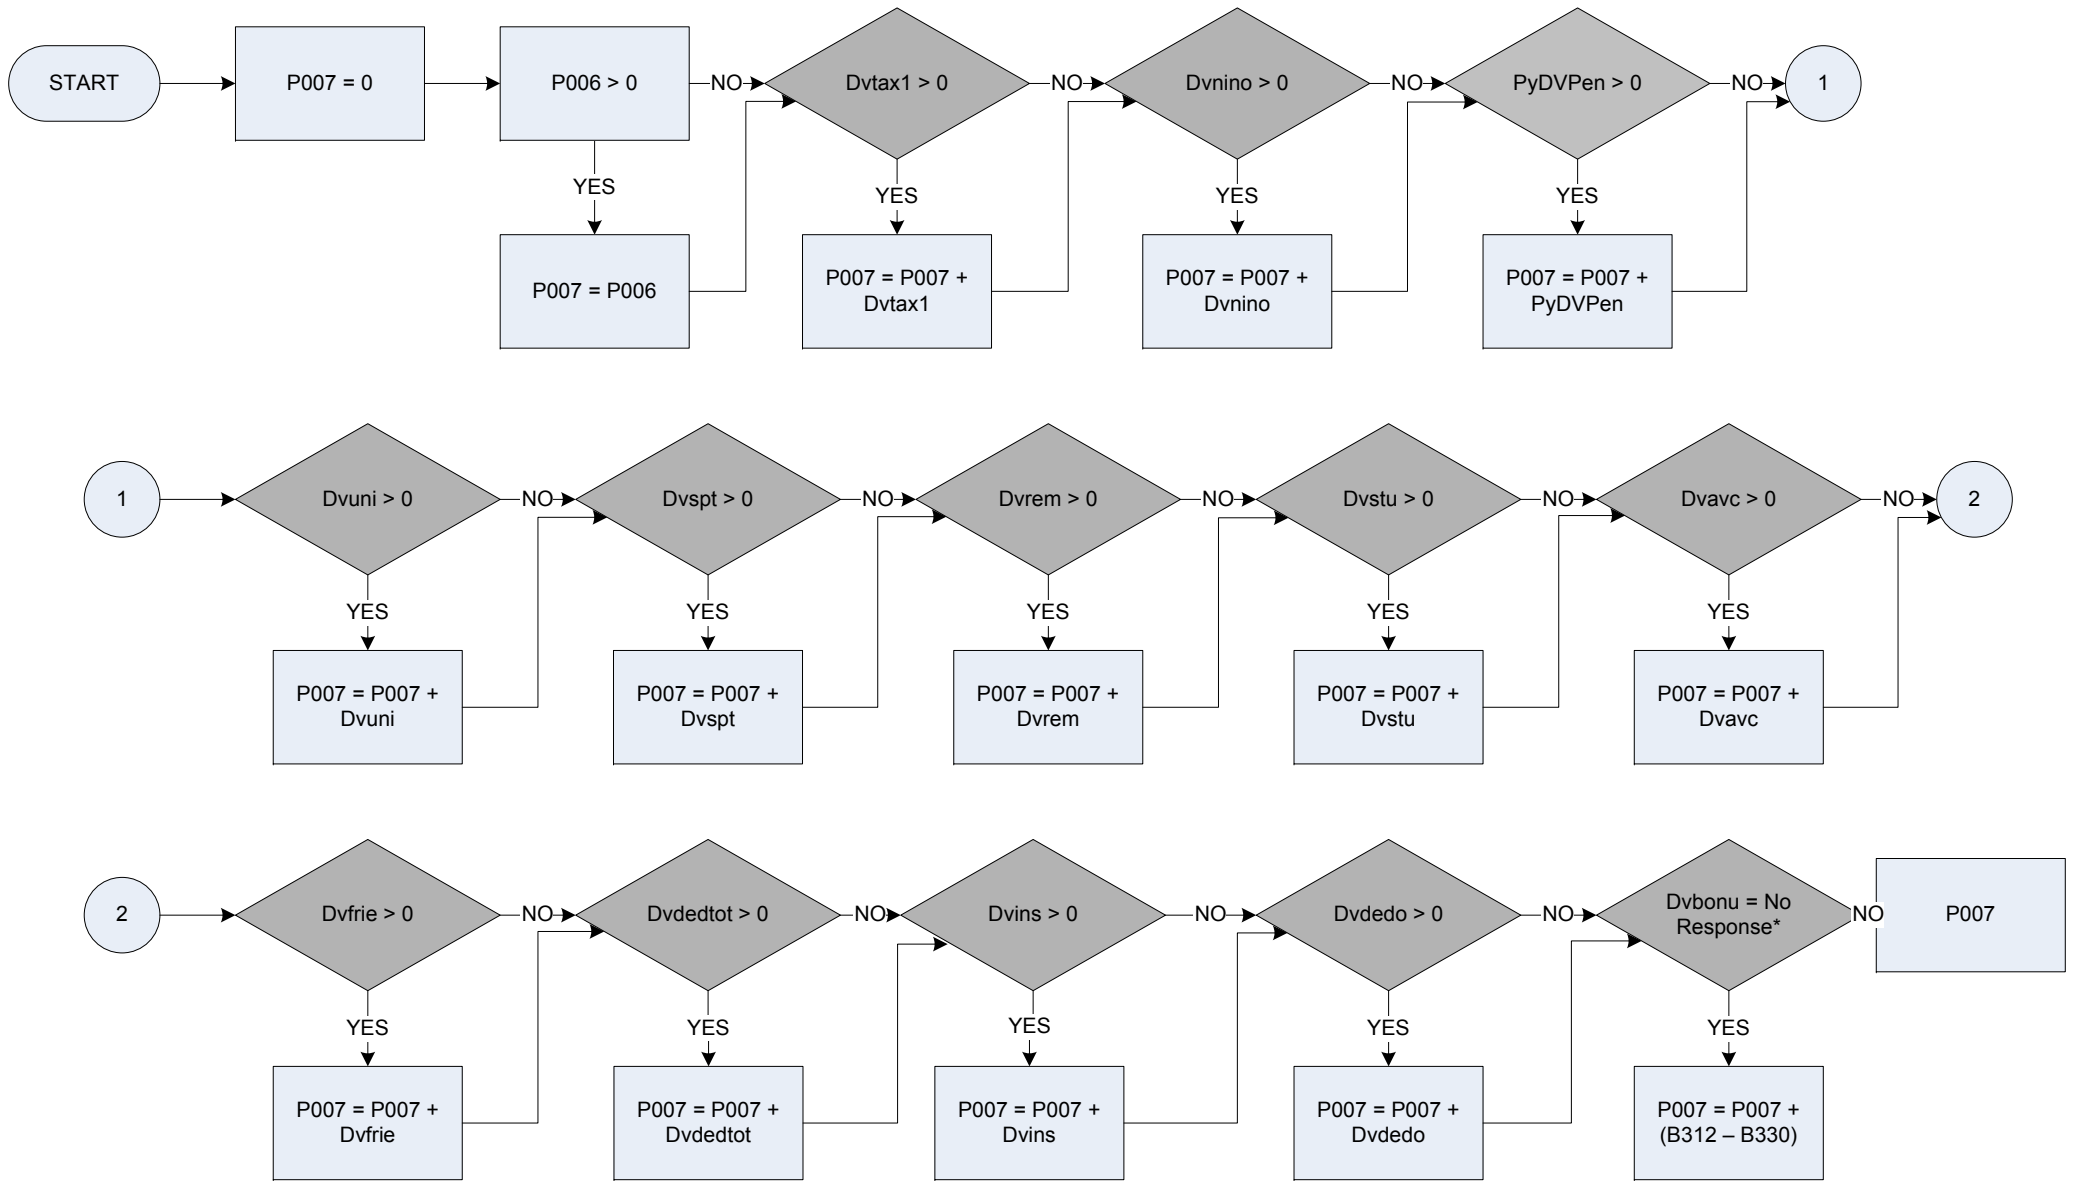 START
P007 = 0
P006 > 0
NO
Dvtax1 > 0
NO
Dvnino > 0
NO
PyDVPen > 0
NO
1
YES
YES
YES
YES
P007 = P006
P007 = P007 +
Dvtax1
P007 = P007 +
Dvnino
P007 = P007 +
PyDVPen
1
Dvuni > 0
NO
Dvspt > 0
NO
Dvrem > 0
NO
Dvstu > 0
NO
Dvavc > 0
NO
2
YES
YES
YES
YES
YES
P007 = P007 +
Dvuni
P007 = P007 +
Dvspt
P007 = P007 +
Dvrem
P007 = P007 +
Dvstu
P007 = P007 +
Dvavc
2
Dvfrie > 0
NO
Dvdedtot > 0
NO
Dvins > 0
NO
Dvdedo > 0
NO
Dvbonu = No
Response*
NO
P007
YES
YES
YES
YES
YES
P007 = P007 +
Dvfrie
P007 = P007 +
Dvdedtot
P007 = P007 +
Dvins
P007 = P007 +
Dvdedo
P007 = P007 +
(B312 – B330)